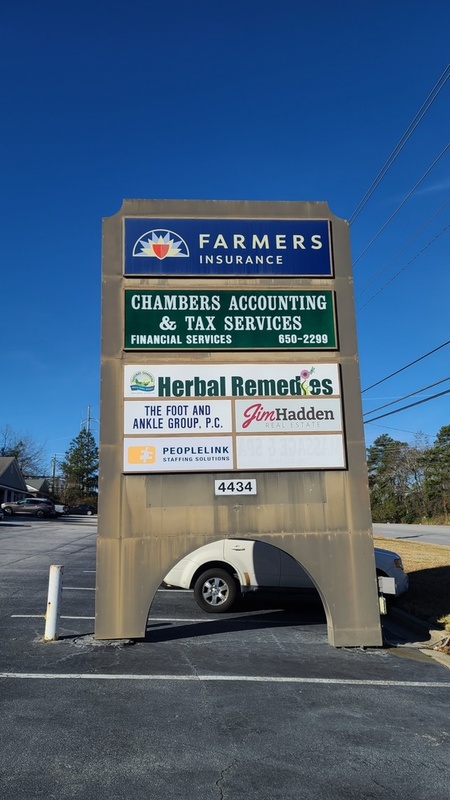 FARMERS
INSURANCE
CHAMBERS ACCOUNTING
& TAX SERVICES
FINANCIAL SERVICES 650-2299
Herbal Remedies
THE FOOT AND
ANKLE GROUP, P.C.
JimHadden
REAL ESTATE
PEOPLELINK
STAFFING SOLUTIONS
4434